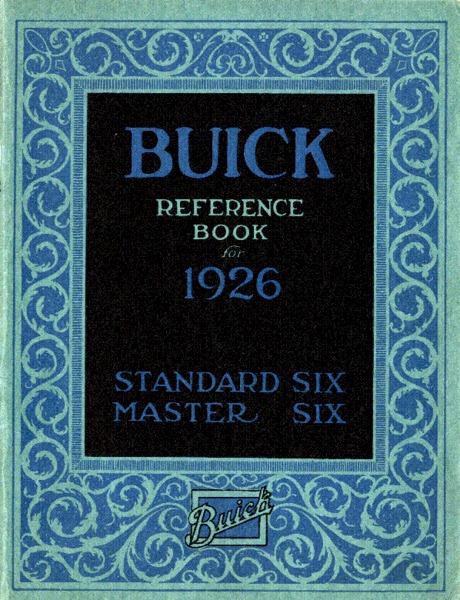 BUICK
REFERENCE
BOOK
for
1926
STANDARD SIX
MASTER SIX
Buick